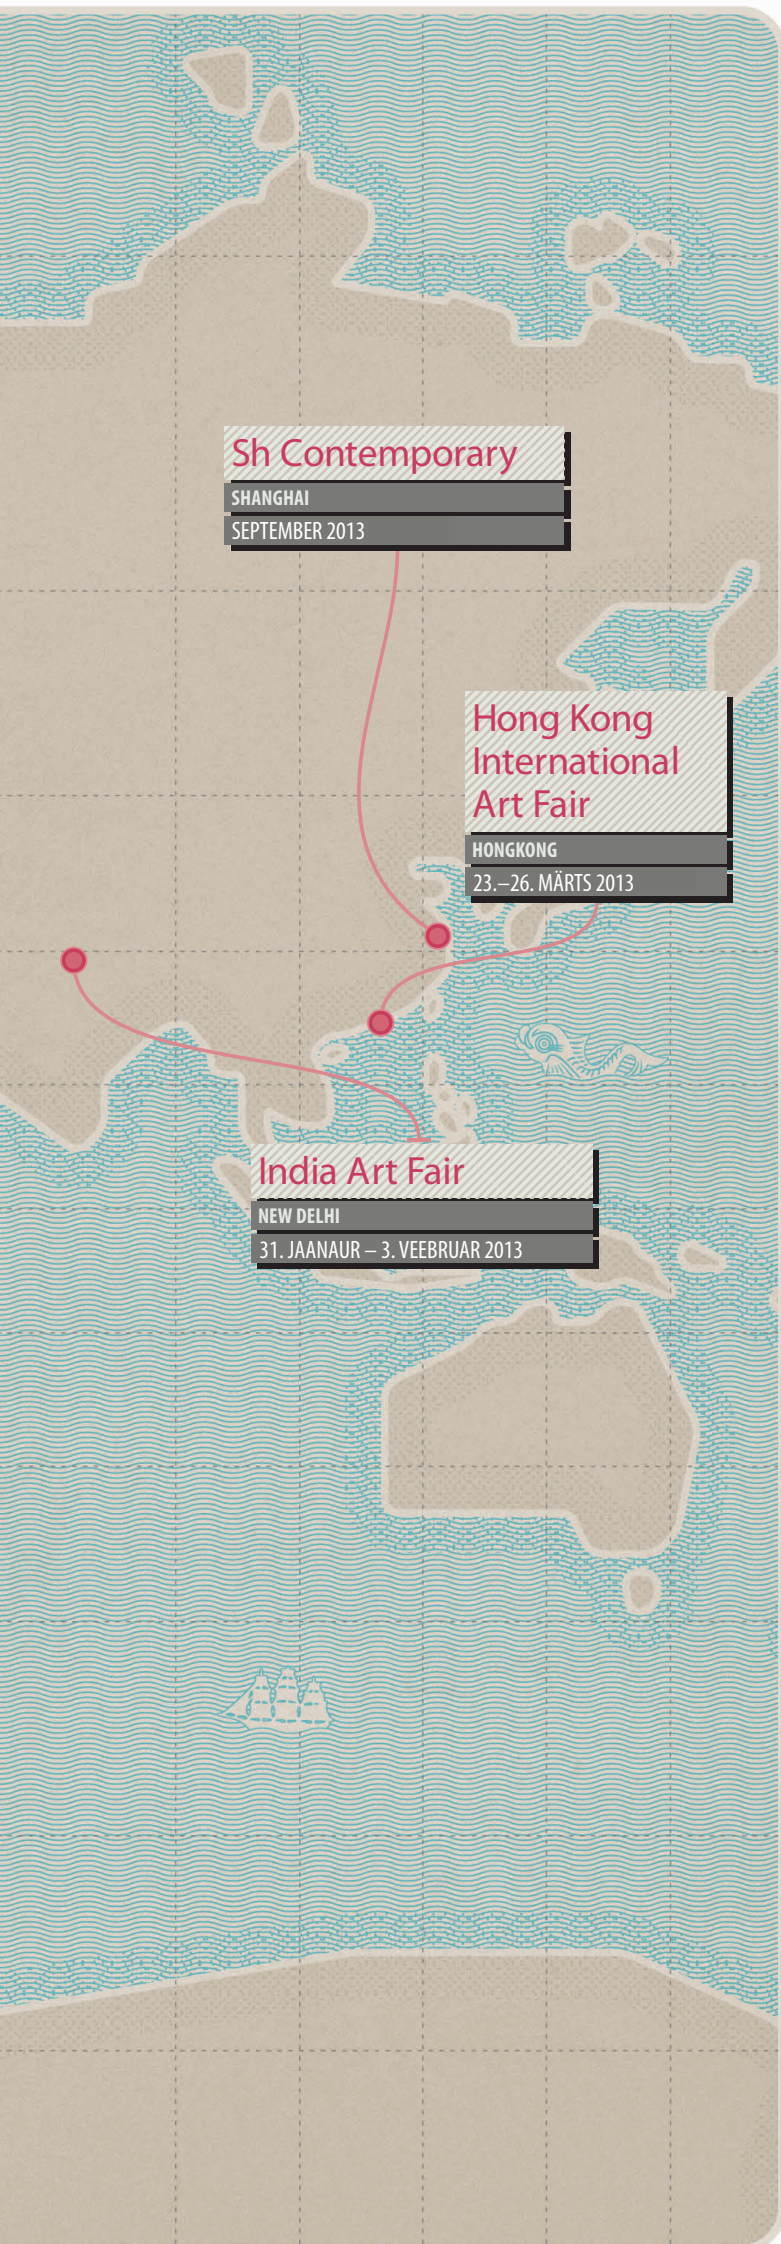 Sh Contemporary
SHANGHAI
SEPTEMBER 2013
Hong Kong
International
Art Fair
HONGKONG
23.–26. MÄRTS 2013
India Art Fair
NEW DELHI
31. JAANAUR – 3. VEEBRUAR 2013